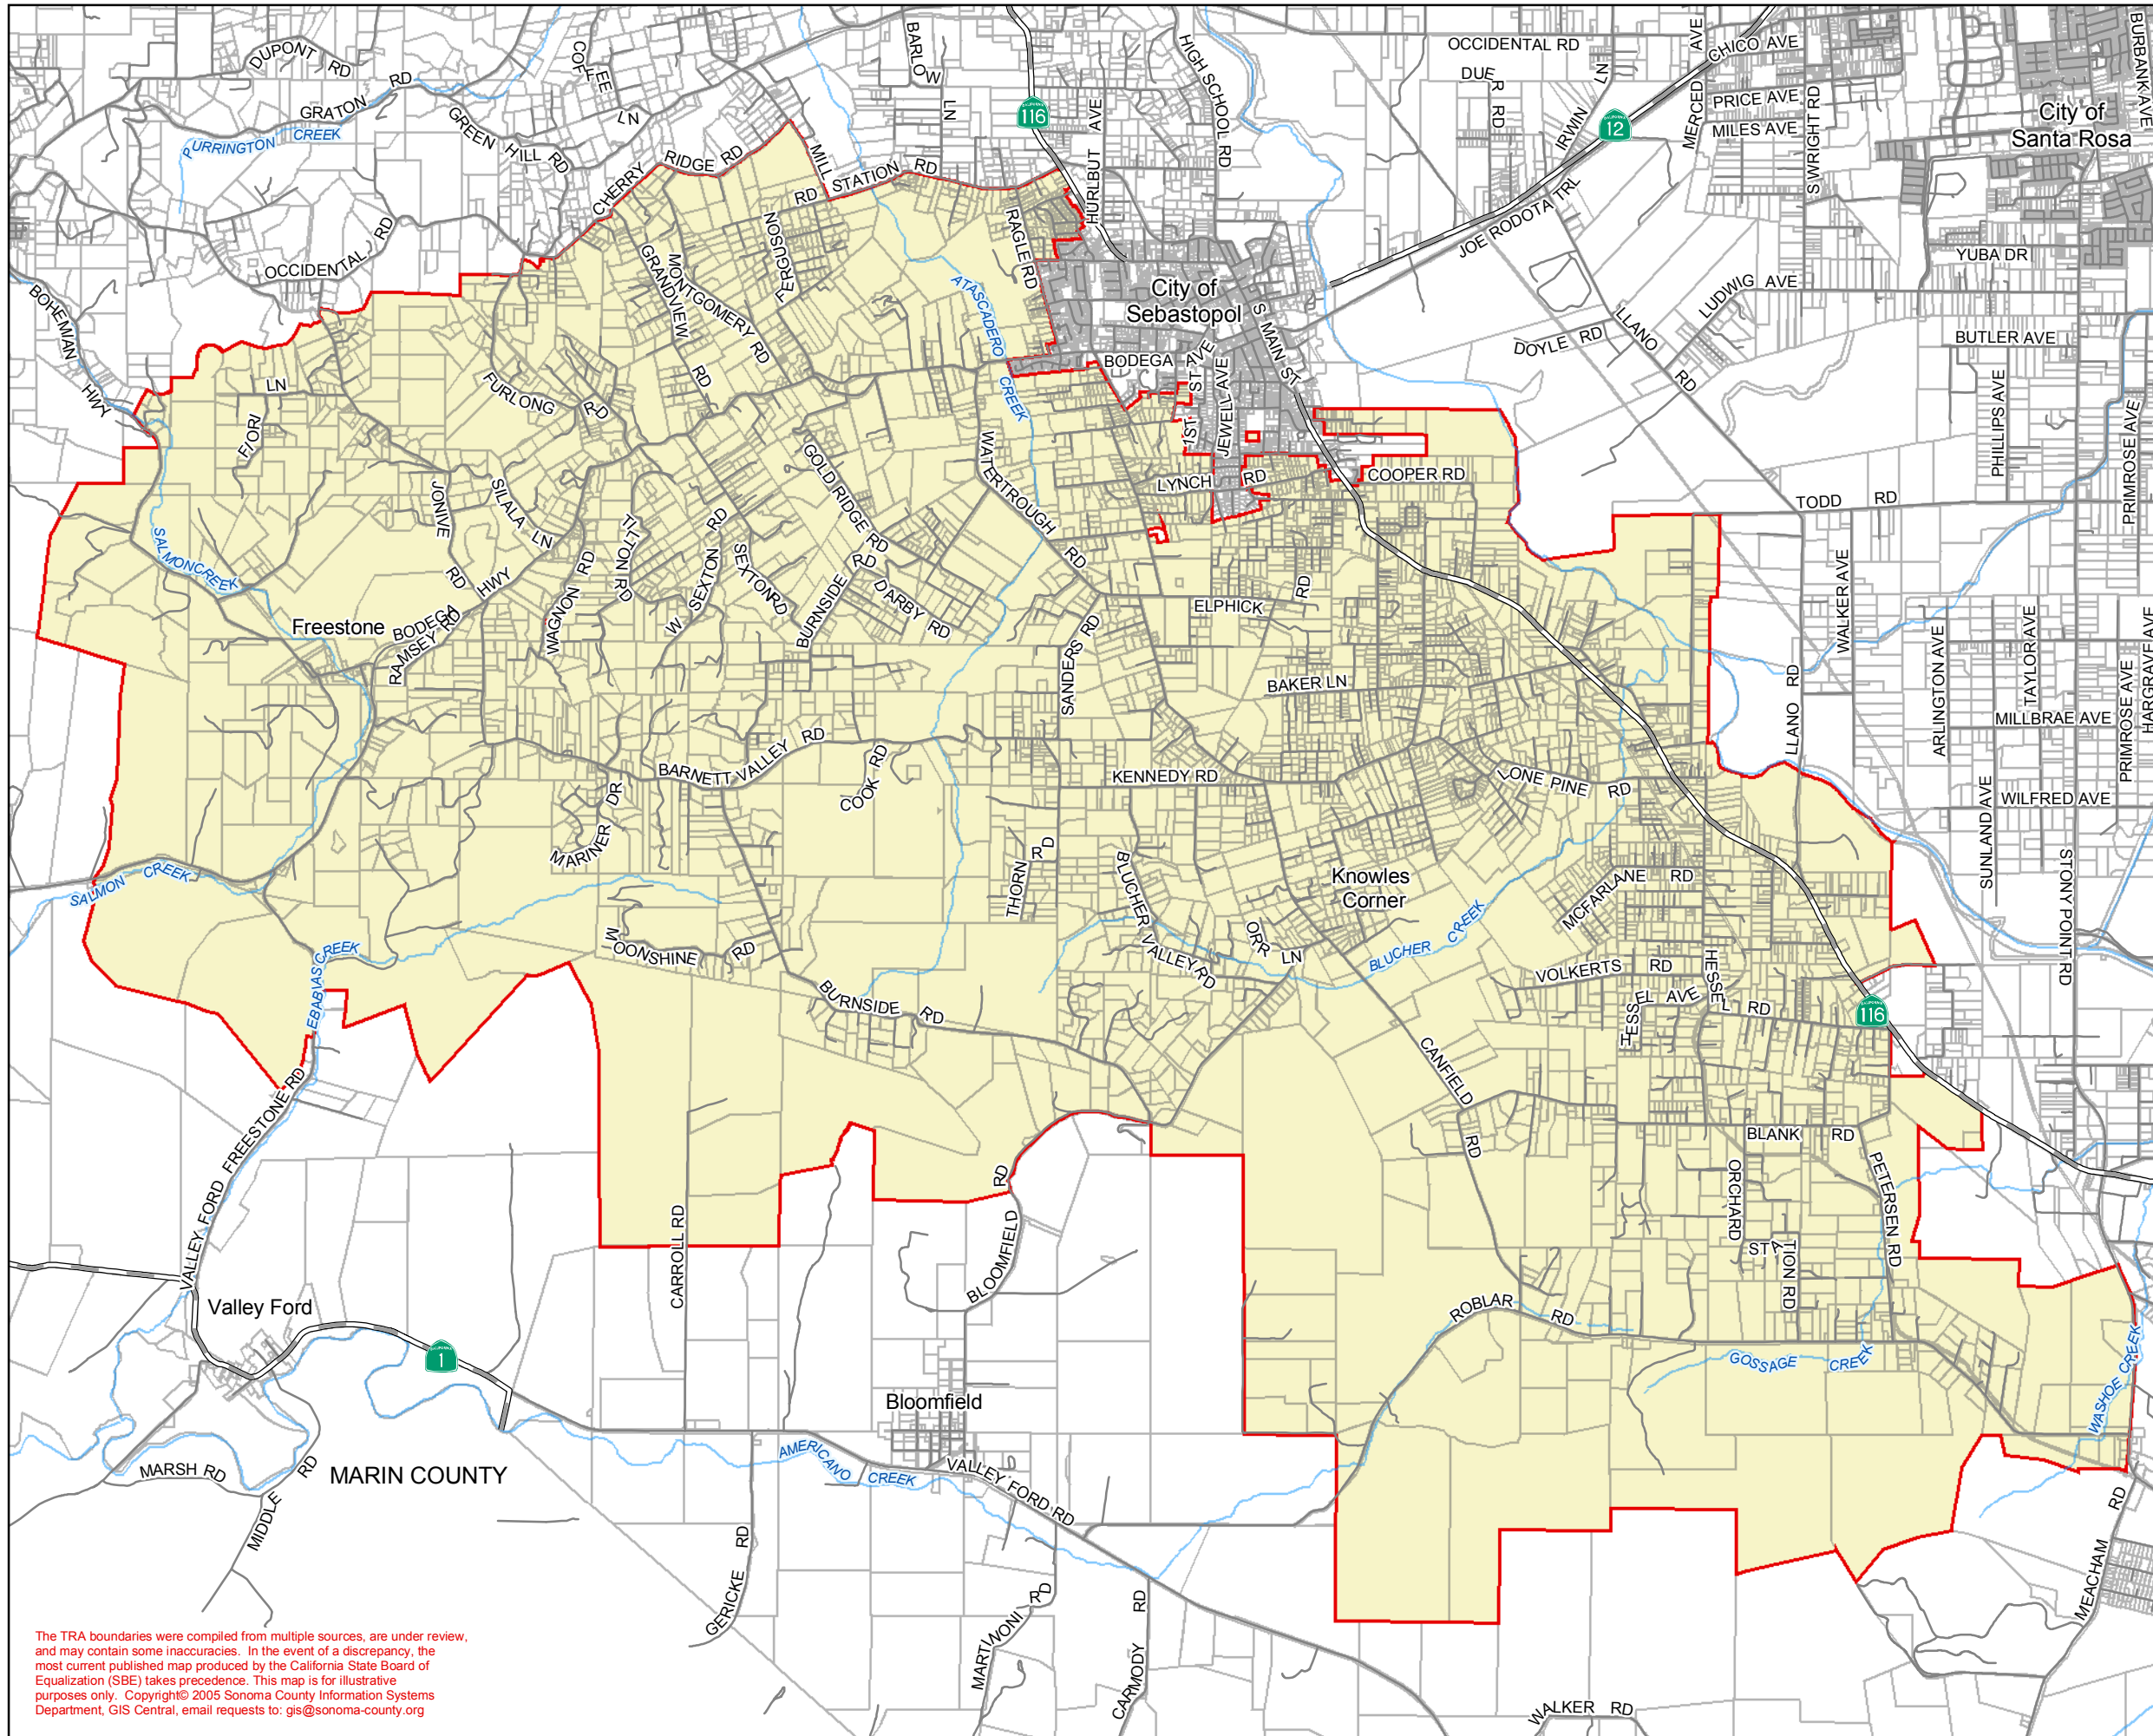 DUPONT RD
GRATON RD
PURRINGTON CREEK
GREEN HILL RD
COFFEE LN
BARLOW LN
116
HURLBUT AVE
HIGH SCHOOL RD
OCCIDENTAL RD
DUER RD
IRWIN LN
12
MERCED AVE
CHICO AVE
PRICE AVE
MILES AVE
S WRIGHT RD
City of
Santa Rosa
BURBANK AVE
CHERRY RIDGE RD
MILL STATION RD
RD
FERGUSON
RAGLE RD
OCCIDENTAL RD
BOHEMIAN HWY
GRANDVIEW RD
MONTGOMERY RD
ATASCADERO CREEK
City of
Sebastopol
S MAIN ST
JOE RODOTA TRL
LLANO RD
LUDWIG AVE
YUBA DR
DOYLE RD
BUTLER AVE
BODEGA AVE
1ST ST
JEWELL AVE
FIORI LN
FURLONG RD
GOLD RIDGE RD
WATERTROUGH RD
LYNCH RD
COOPER RD
TODD RD
PHILLIPS AVE
PRIMROSE AVE
JONIVE RD
SILALA LN
TILTON RD
W SEXTON RD
SEXTON RD
BURNSIDE RD
DARBY RD
SALMON CREEK
Freestone
BODEGA HWY
RAMSEY RD
WAGNON RD
SANDERS RD
ELPHICK RD
BAKER LN
WALKER AVE
LLANO RD
ARLINGTON AVE
TAYLOR AVE
MILLBRAE AVE
PRIMROSE AVE
HARGRAVE AVE
BARNETT VALLEY RD
COOK RD
MARINER DR
KENNEDY RD
LONE PINE RD
WILFRED AVE
SUNLAND AVE
STONY POINT RD
SALMON CREEK
THORN RD
BLUCHER VALLEY RD
Knowles
Corner
ORR LN
BLUCHER CREEK
MCFARLANE RD
VOLKERTS RD
HESSEL AVE
HESSEL RD
116
EBABIAS CREEK
MOONSHINE RD
BURNSIDE RD
CANFIELD RD
BLANK RD
ORCHARD STATION RD
PETERSEN RD
VALLEY FORD FREESTONE RD
CARROLL RD
BLOOMFIELD RD
Valley Ford
1
ROBLAR RD
GOSSAGE CREEK
WASHOE CREEK
Bloomfield
AMERICANO CREEK
VALLEY FORD RD
MARSH RD
MIDDLE RD
MARIN COUNTY
GERICKE RD
CARMODY RD
MEACHAM RD
WALKER RD
The TRA boundaries were compiled from multiple sources, are under review,
and may contain some inaccuracies. In the event of a discrepancy, the
most current published map produced by the California State Board of
Equalization (SBE) takes precedence. This map is for illustrative
purposes only. Copyright© 2005 Sonoma County Information Systems
Department, GIS Central, email requests to: gis@sonoma-county.org